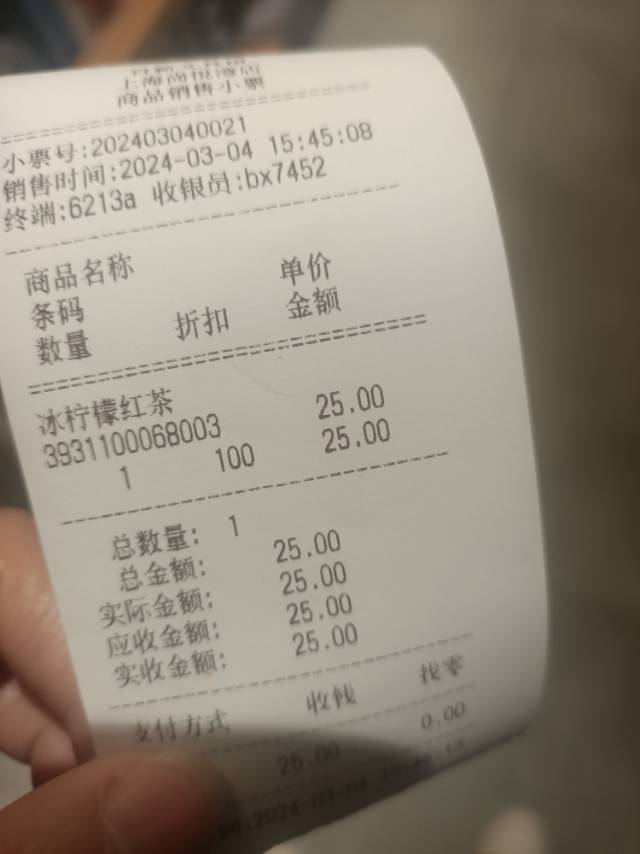 上海尚悦湾店
商品销售小票
小票号:202403040021
销售时间:2024-03-04 15:45:08
终端:6213a 收银员:bx7452
商品名称 单价
条码 金额
数量 折扣
冰柠檬红茶 25.00
3931100068003 25.00
1 100
总数量: 1
总金额: 25.00
实际金额: 25.00
应收金额: 25.00
实收金额: 25.00
支付方式 收钱 找零
25.00 0.00
:2024-03-04